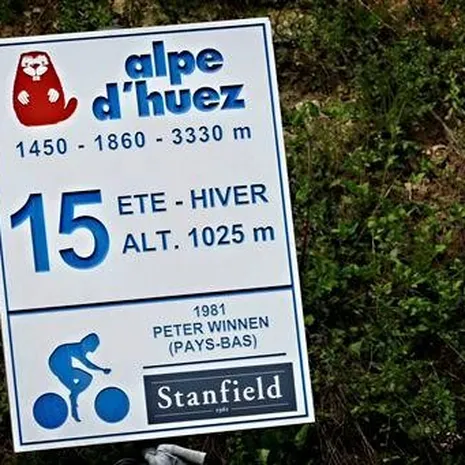 alpe
d'huez
1450 - 1860 - 3330 m
15 ETE - HIVER
ALT. 1025 m
1981
PETER WINNEN
(PAYS-BAS)
Stanfield